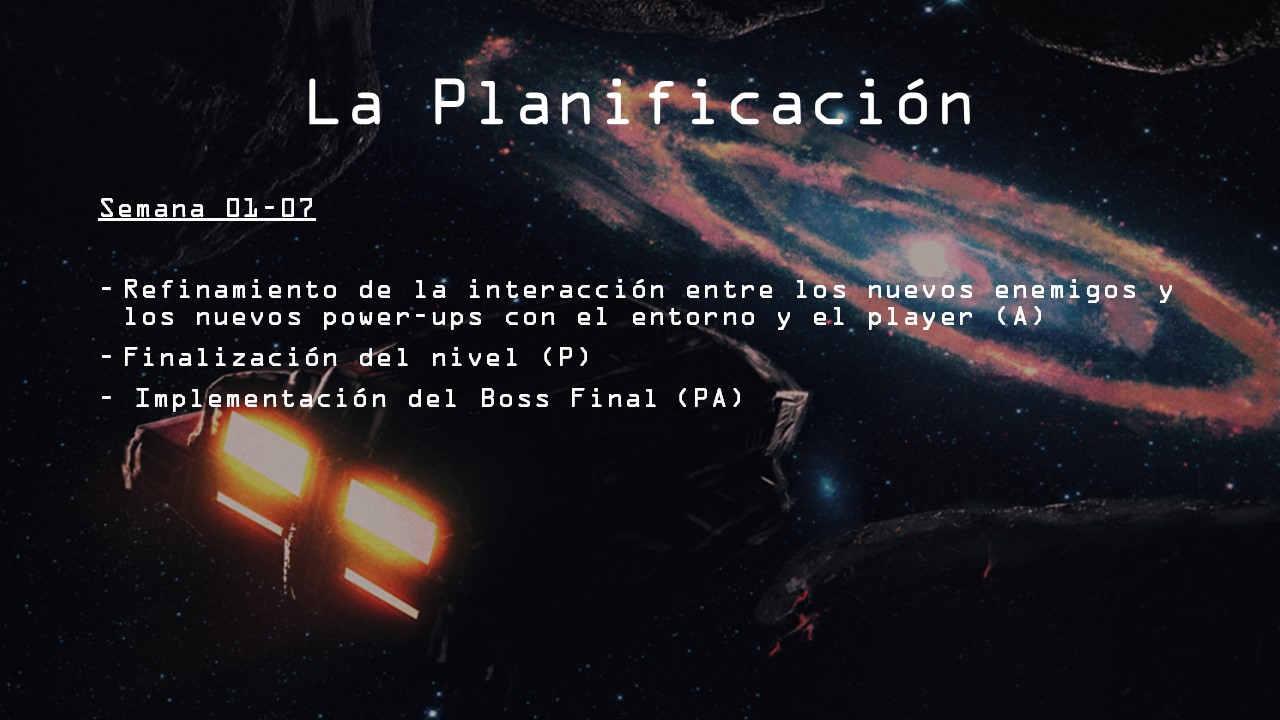 La Planificación
Semana 01-07
- Refinamiento de la interacción entre los nuevos enemigos y
los nuevos power-ups con el entorno y el player (A)
- Finalización del nivel (P)
- Implementación del Boss Final (PA)